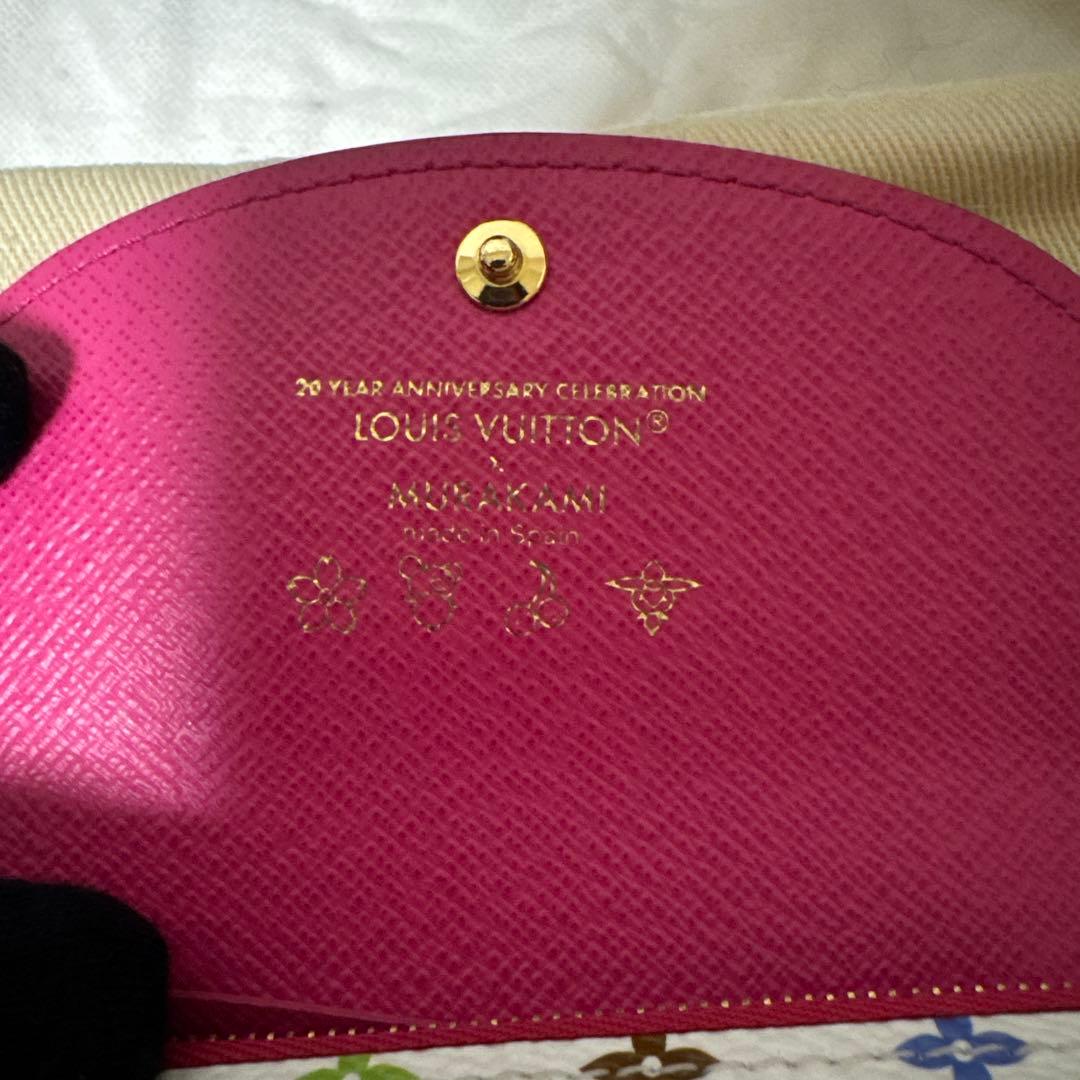 20 YEAR ANNIVERSARY CELEBRATION
LOUIS VUITTON®
x
MURAKAMI
made in Spain